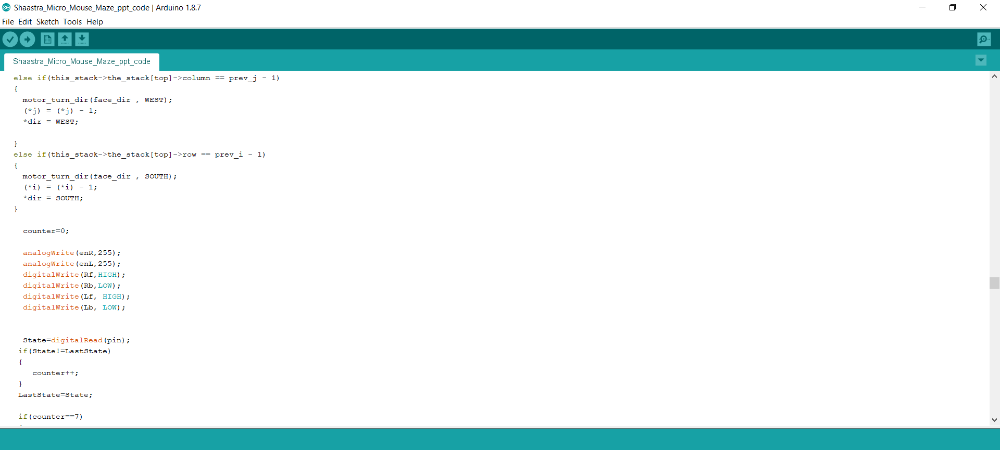 Shaastra_Micro_Mouse_Maze_ppt_code | Arduino 1.8.7
File Edit Sketch Tools Help
Shaastra_Micro_Mouse_Maze_ppt_code
else if(this_stack->the_stack[top]->column == prev_j - 1)
{
motor_turn_dir(face_dir , WEST);
(*j) = (*j) - 1;
*dir = WEST;
}
else if(this_stack->the_stack[top]->row == prev_i - 1)
{
motor_turn_dir(face_dir , SOUTH);
(*i) = (*i) - 1;
*dir = SOUTH;
}
counter=0;
analogWrite(enR,255);
analogWrite(enL,255);
digitalWrite(Rf,HIGH);
digitalWrite(Rb,LOW);
digitalWrite(Lf, HIGH);
digitalWrite(Lb, LOW);
State=digitalRead(pin);
if(State!=LastState)
{
counter++;
}
LastState=State;
if(counter==7)